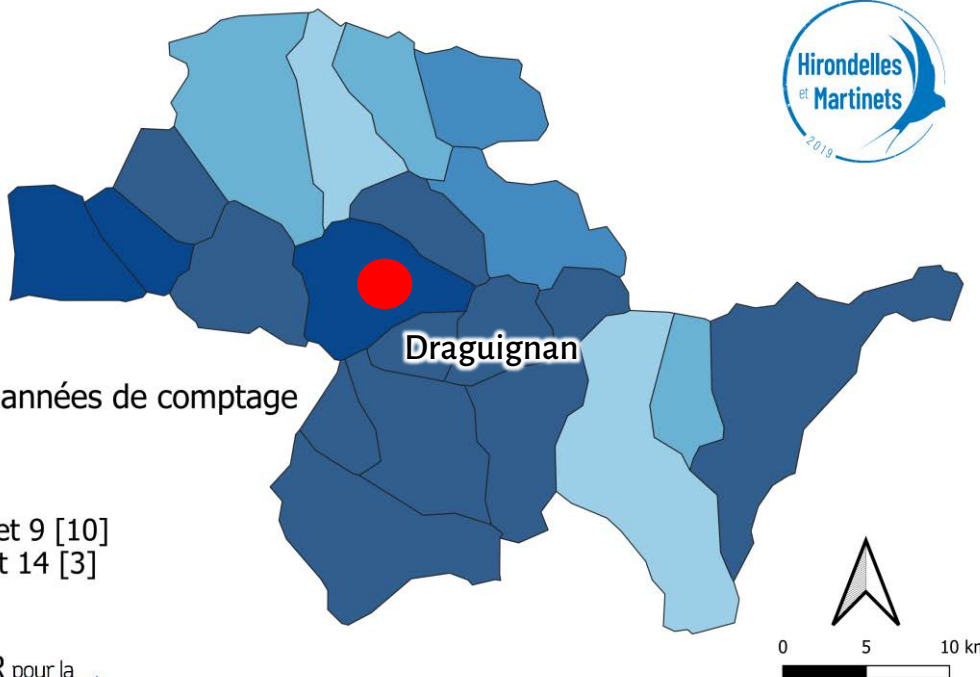 Hirondelles
et Martinets
2019
Draguignan
années de comptage
et 9 [10]
t 14 [3]
R pour la
0 5 10 km